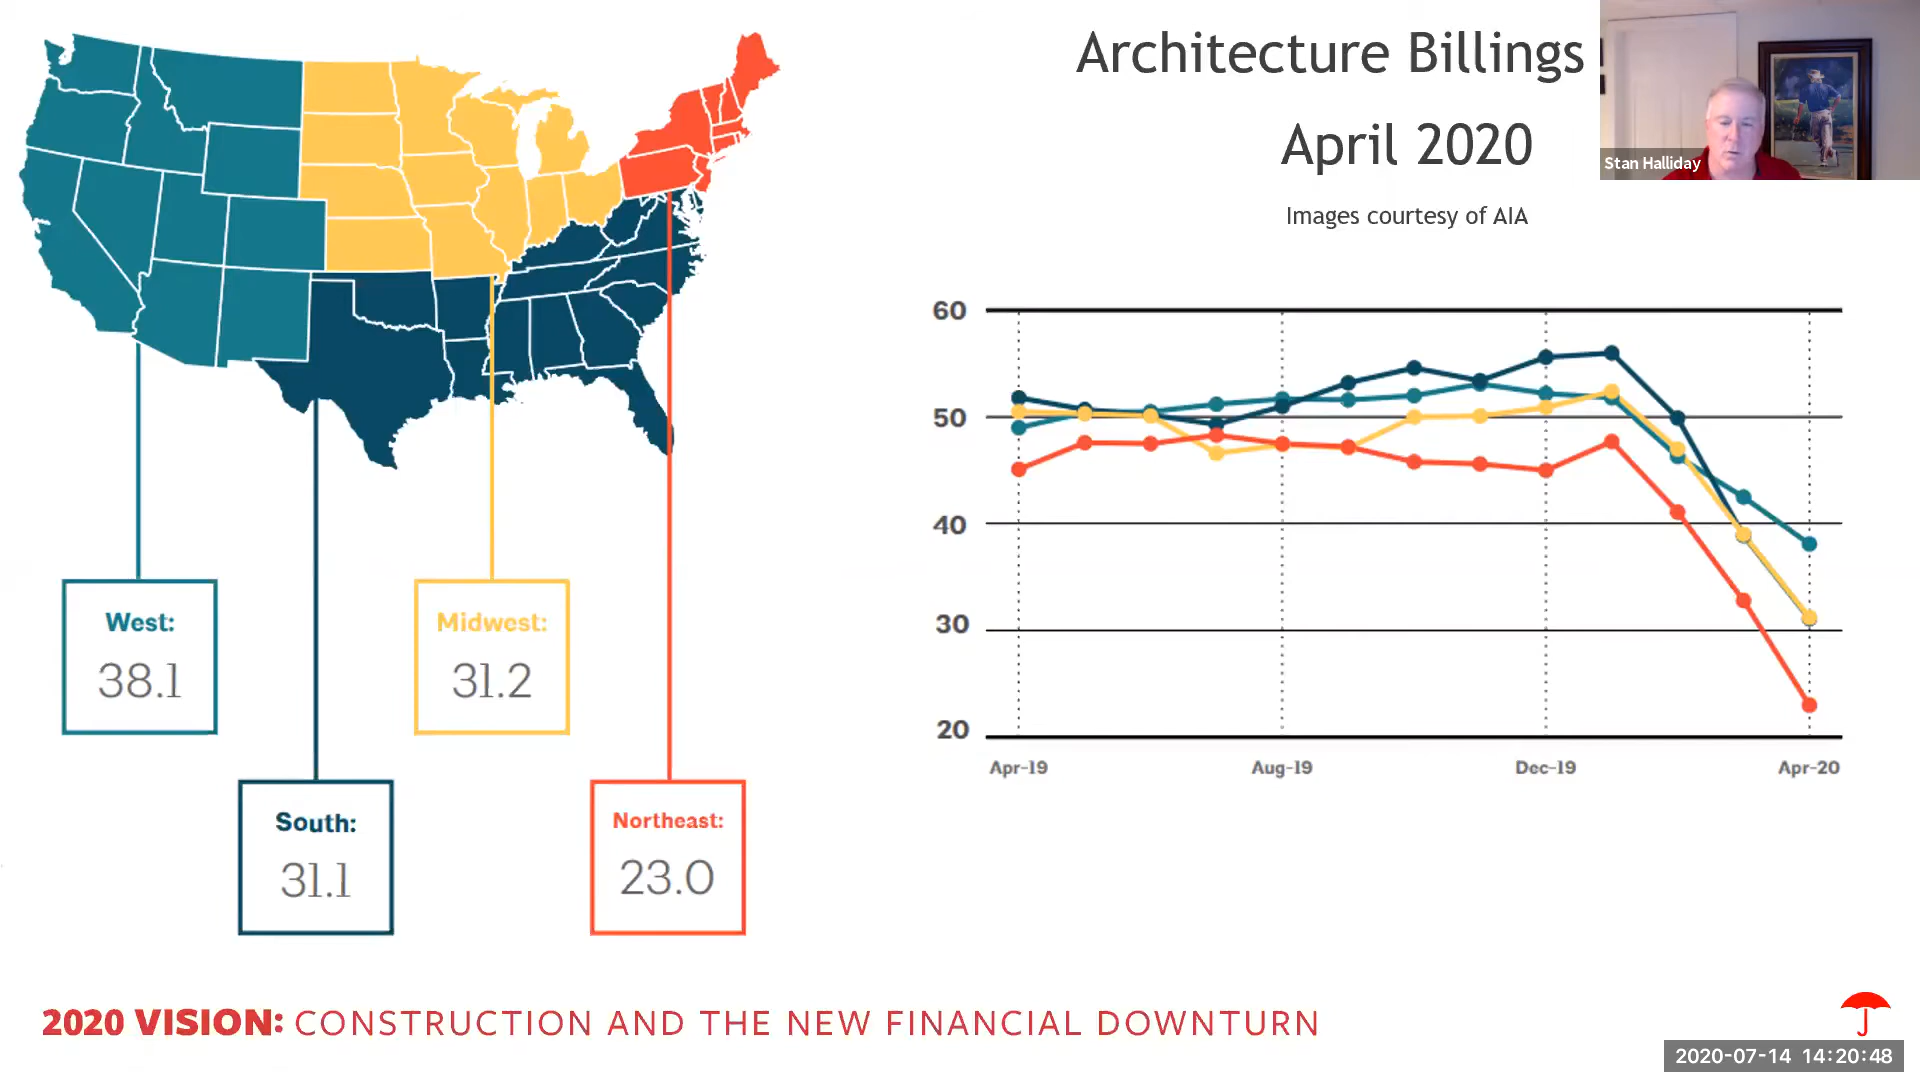 Architecture Billings
April 2020
Images courtesy of AIA
Stan Halliday
West:
38.1
Midwest:
31.2
South:
31.1
Northeast:
23.0
60
50
40
30
20
Apr-19
Aug-19
Dec-19
Apr-20
2020 VISION: CONSTRUCTION AND THE NEW FINANCIAL DOWNTURN
2020-07-14 14:20:48